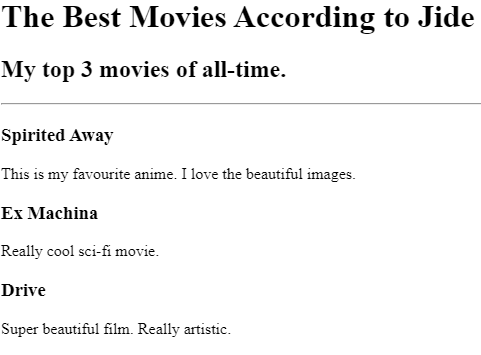 The Best Movies According to Jide
My top 3 movies of all-time.
Spirited Away
This is my favourite anime. I love the beautiful images.
Ex Machina
Really cool sci-fi movie.
Drive
Super beautiful film. Really artistic.